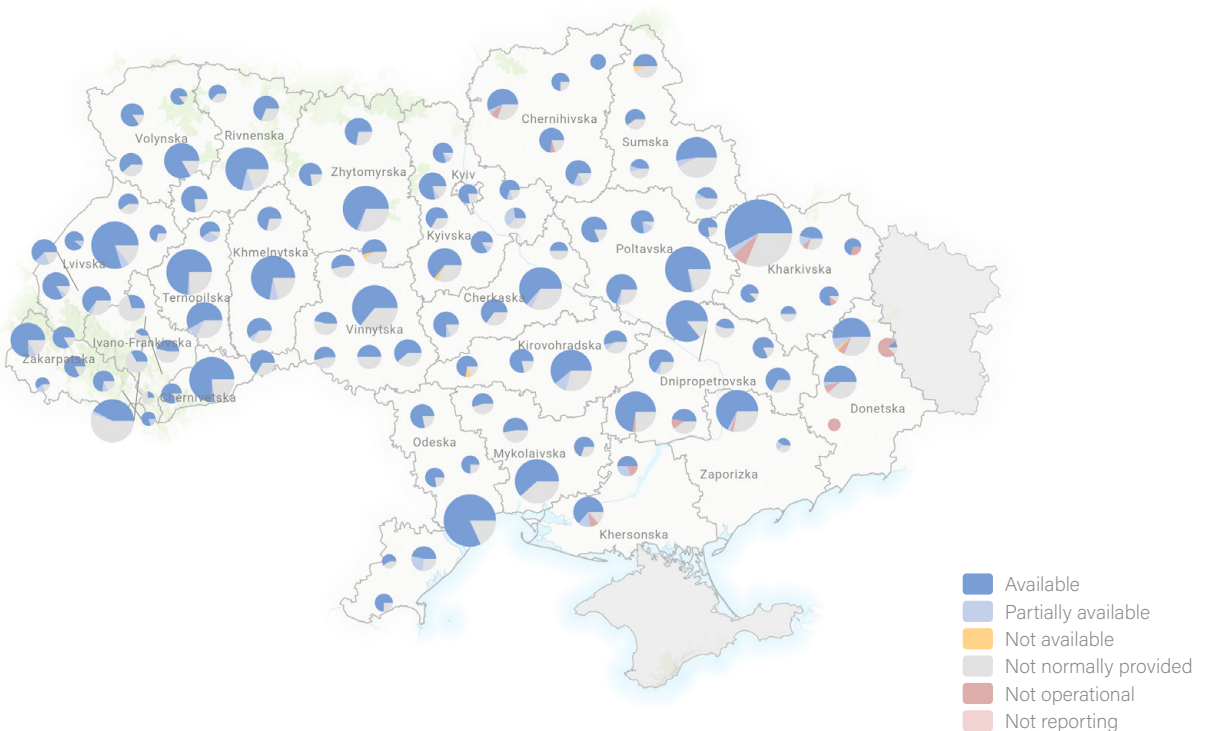 Chernihivska
Sumska
Volynska
Rivnenska
Zhytomyrska
Kyiv
Kyivska
Poltavska
Lvivska
Khmelnytska
Kharkivska
Ternopilska
Cherkaska
Vinnytska
Ivano-Frankivska
Kirovohradska
Zakarpatska
Dnipropetrovska
Chernivetska
Donetska
Odeska
Mykolaivska
Zaporizka
Khersonska
Available
Partially available
Not available
Not normally provided
Not operational
Not reporting